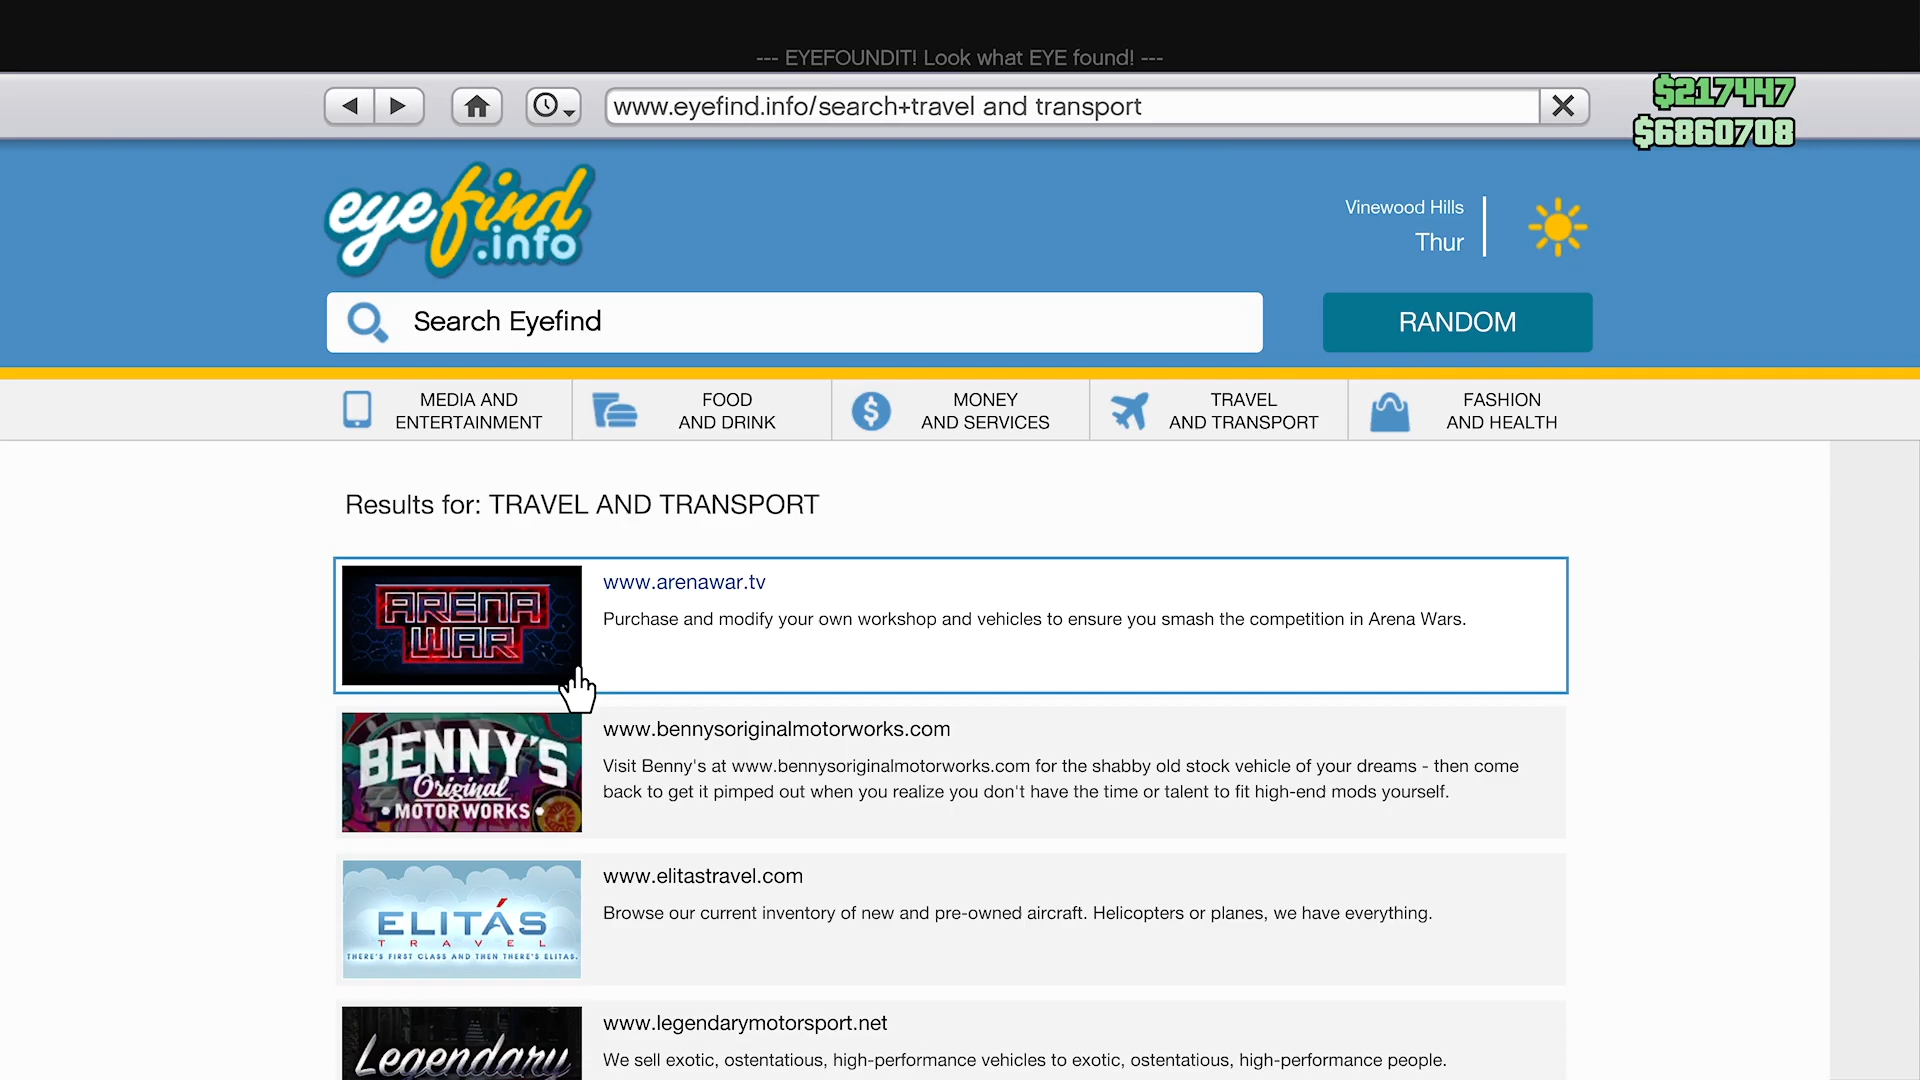 --- EYEFOUNDIT! Look what EYE found! ---
www.eyefind.info/search+travel and transport
$217447
$6860708
eyefind
.info
Vinewood Hills
Thur
Search Eyefind
RANDOM
MEDIA AND
ENTERTAINMENT
FOOD
AND DRINK
MONEY
AND SERVICES
TRAVEL
AND TRANSPORT
FASHION
AND HEALTH
Results for: TRAVEL AND TRANSPORT
ARENA
WAR
www.arenawar.tv
Purchase and modify your own workshop and vehicles to ensure you smash the competition in Arena Wars.
BENNY'S
Original
• MOTOR WORKS •
www.bennysoriginalmotorworks.com
Visit Benny's at www.bennysoriginalmotorworks.com for the shabby old stock vehicle of your dreams - then come
back to get it pimped out when you realize you don't have the time or talent to fit high-end mods yourself.
ELITÁS
TRAVEL
THERE'S FIRST CLASS AND THEN THERE'S ELITAS.
www.elitastravel.com
Browse our current inventory of new and pre-owned aircraft. Helicopters or planes, we have everything.
Legendary
www.legendarymotorsport.net
We sell exotic, ostentatious, high-performance vehicles to exotic, ostentatious, high-performance people.